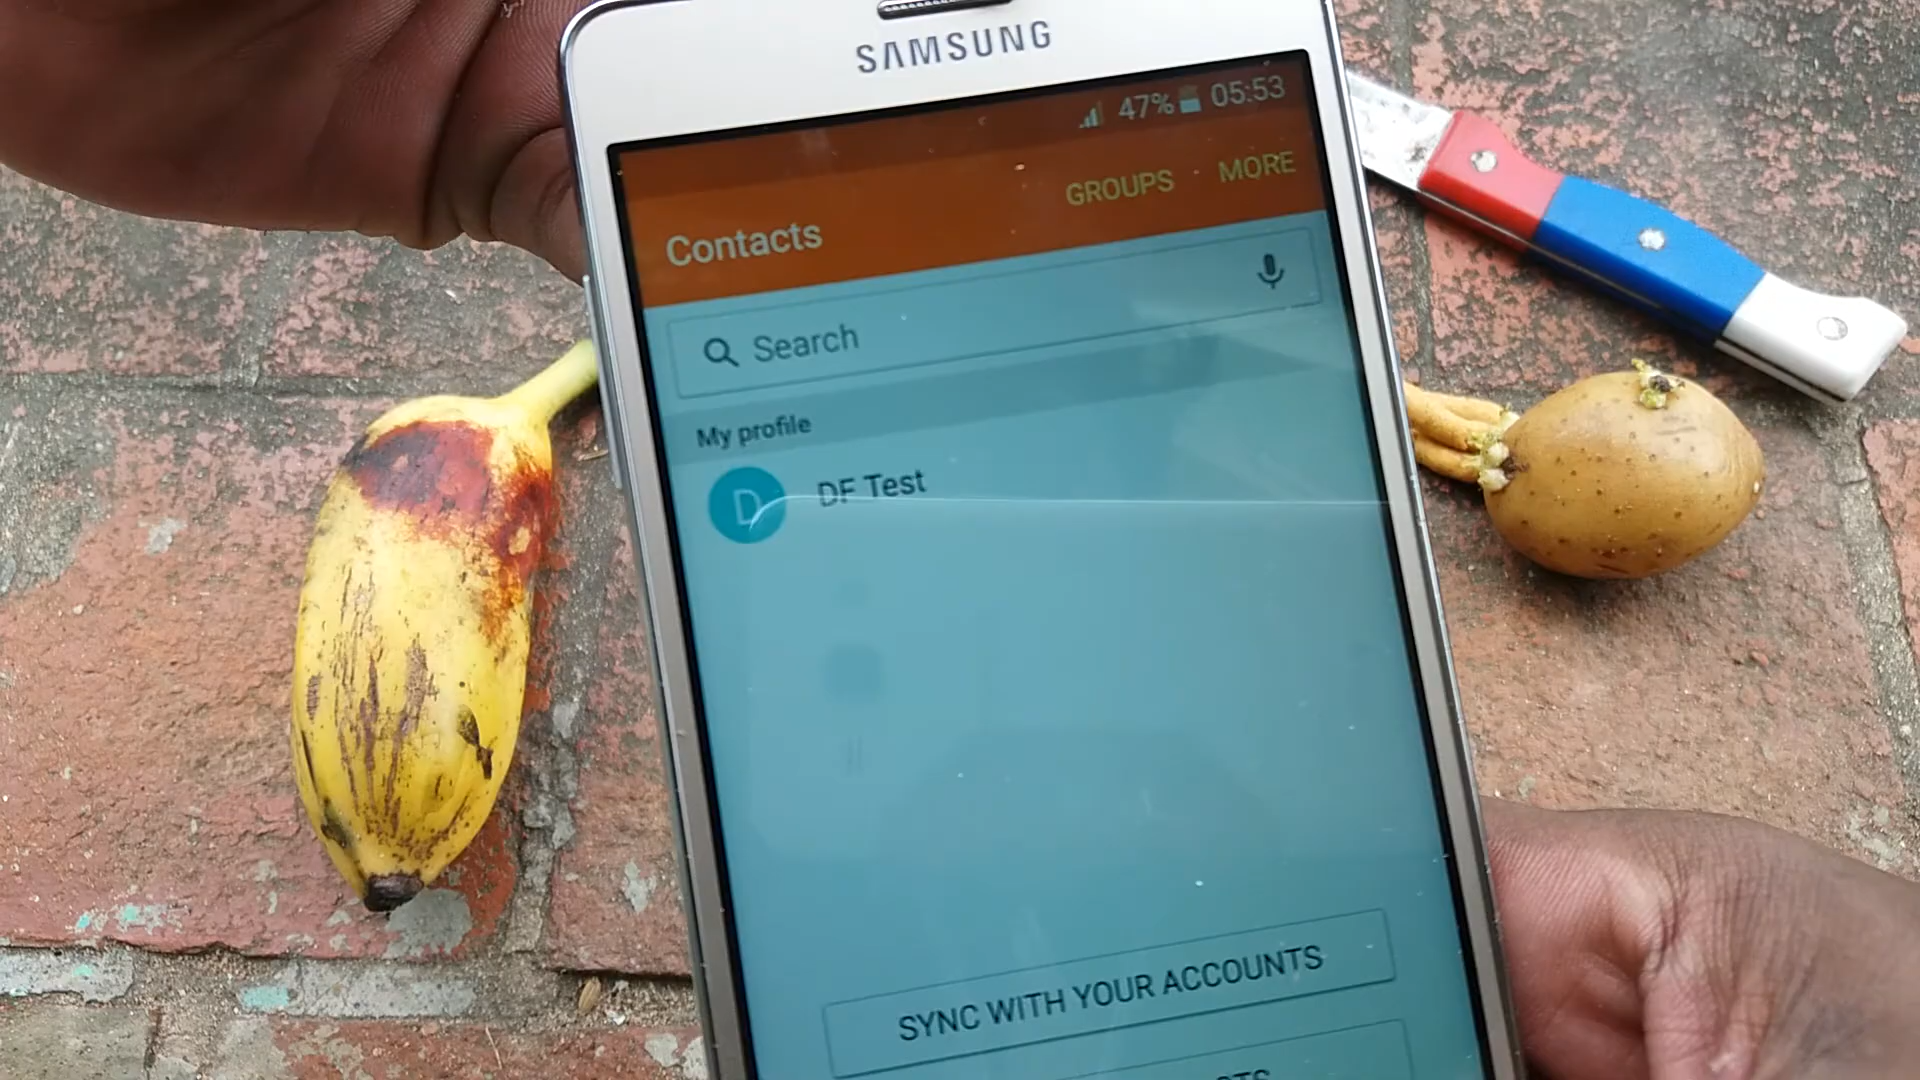 SAMSUNG
47% 05:53
GROUPS MORE
Contacts
Search
My profile
D
DF Test
SYNC WITH YOUR ACCOUNTS